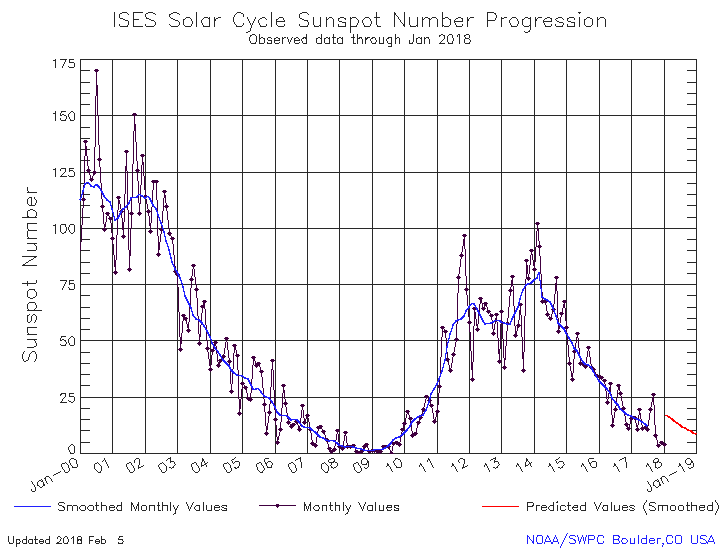 ISES Solar Cycle Sunspot Number Progression
Observed data through Jan 2018
Sunspot Number
175
150
125
100
75
50
25
0
Jan-00 01 02 03 04 05 06 07 08 09 10 11 12 13 14 15 16 17 18 Jan-19
Smoothed Monthly Values Monthly Values Predicted Values (Smoothed)
Updated 2018 Feb 5 NOAA/SWPC Boulder,CO USA